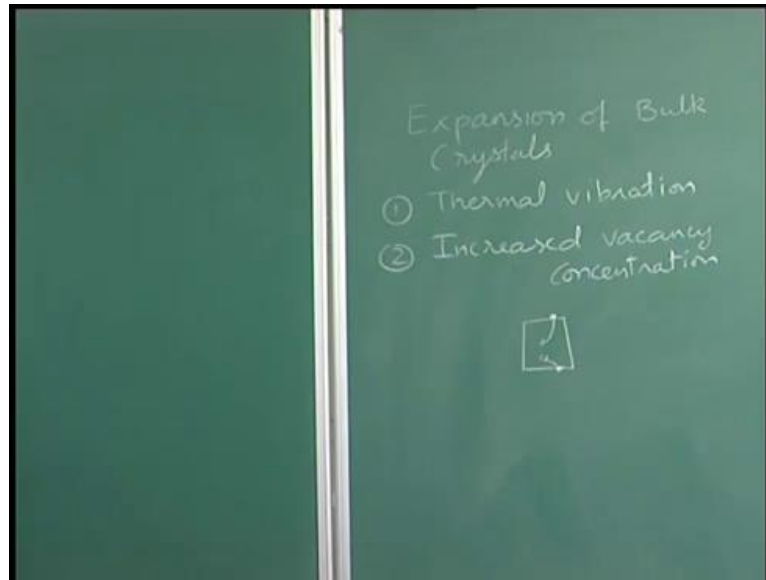 Expansion of Bulk
Crystals
① Thermal vibration
② Increased vacancy
concentration